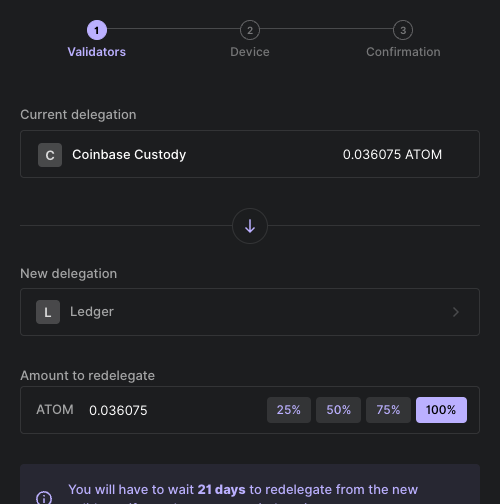 1 2 3
Validators Device Confirmation
Current delegation
C Coinbase Custody 0.036075 ATOM
New delegation
L Ledger
Amount to redelegate
ATOM 0.036075 25% 50% 75% 100%
You will have to wait 21 days to redelegate from the new